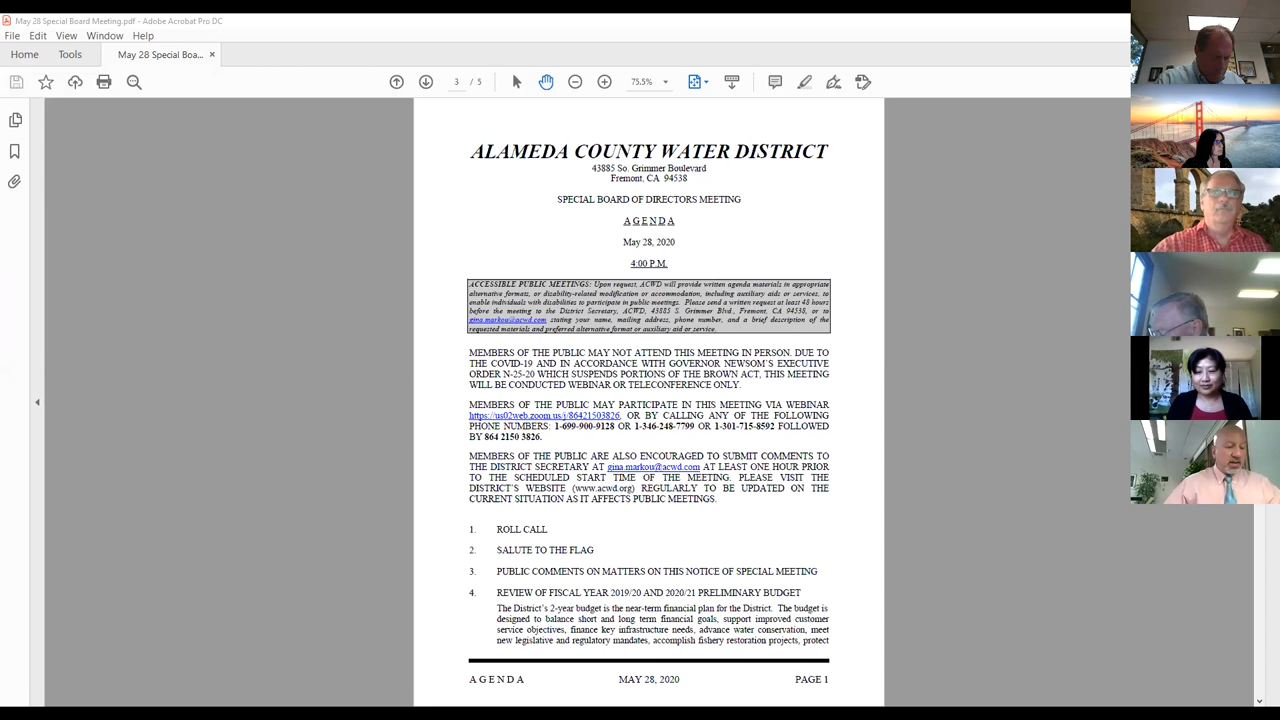 May 28 Special Board Meeting.pdf - Adobe Acrobat Pro DC
File Edit View Window Help
Home Tools May 28 Special Boa... ×
3 / 5 75.5%
ALAMEDA COUNTY WATER DISTRICT
43885 So. Grimmer Boulevard
Fremont, CA 94538
SPECIAL BOARD OF DIRECTORS MEETING
A G E N D A
May 28, 2020
4:00 P.M.
ACCESSIBLE PUBLIC MEETINGS: Upon request, ACWD will provide written agenda materials in appropriate
alternative formats, or disability-related modification or accommodation, including auxiliary aids or services, to
enable individuals with disabilities to participate in public meetings. Please send a written request at least 48 hours
before the meeting to the District Secretary, ACWD, 43885 S. Grimmer Blvd., Fremont, CA 94538, or to
gina.markou@acwd.com stating your name, mailing address, phone number, and a brief description of the
requested materials and preferred alternative format or auxiliary aid or service.
MEMBERS OF THE PUBLIC MAY NOT ATTEND THIS MEETING IN PERSON. DUE TO
THE COVID-19 AND IN ACCORDANCE WITH GOVERNOR NEWSOM'S EXECUTIVE
ORDER N-25-20 WHICH SUSPENDS PORTIONS OF THE BROWN ACT, THIS MEETING
WILL BE CONDUCTED WEBINAR OR TELECONFERENCE ONLY.
MEMBERS OF THE PUBLIC MAY PARTICIPATE IN THIS MEETING VIA WEBINAR
https://us02web.zoom.us/j/86421503826, OR BY CALLING ANY OF THE FOLLOWING
PHONE NUMBERS: 1-699-900-9128 OR 1-346-248-7799 OR 1-301-715-8592 FOLLOWED
BY 864 2150 3826.
MEMBERS OF THE PUBLIC ARE ALSO ENCOURAGED TO SUBMIT COMMENTS TO
THE DISTRICT SECRETARY AT gina.markou@acwd.com AT LEAST ONE HOUR PRIOR
TO THE SCHEDULED START TIME OF THE MEETING. PLEASE VISIT THE
DISTRICT'S WEBSITE (www.acwd.org) REGULARLY TO BE UPDATED ON THE
CURRENT SITUATION AS IT AFFECTS PUBLIC MEETINGS.
1. ROLL CALL
2. SALUTE TO THE FLAG
3. PUBLIC COMMENTS ON MATTERS ON THIS NOTICE OF SPECIAL MEETING
4. REVIEW OF FISCAL YEAR 2019/20 AND 2020/21 PRELIMINARY BUDGET
The District's 2-year budget is the near-term financial plan for the District. The budget is
designed to balance short and long term financial goals, support improved customer
service objectives, finance key infrastructure needs, advance water conservation, meet
new legislative and regulatory mandates, accomplish fishery restoration projects, protect
A G E N D A MAY 28, 2020 PAGE 1